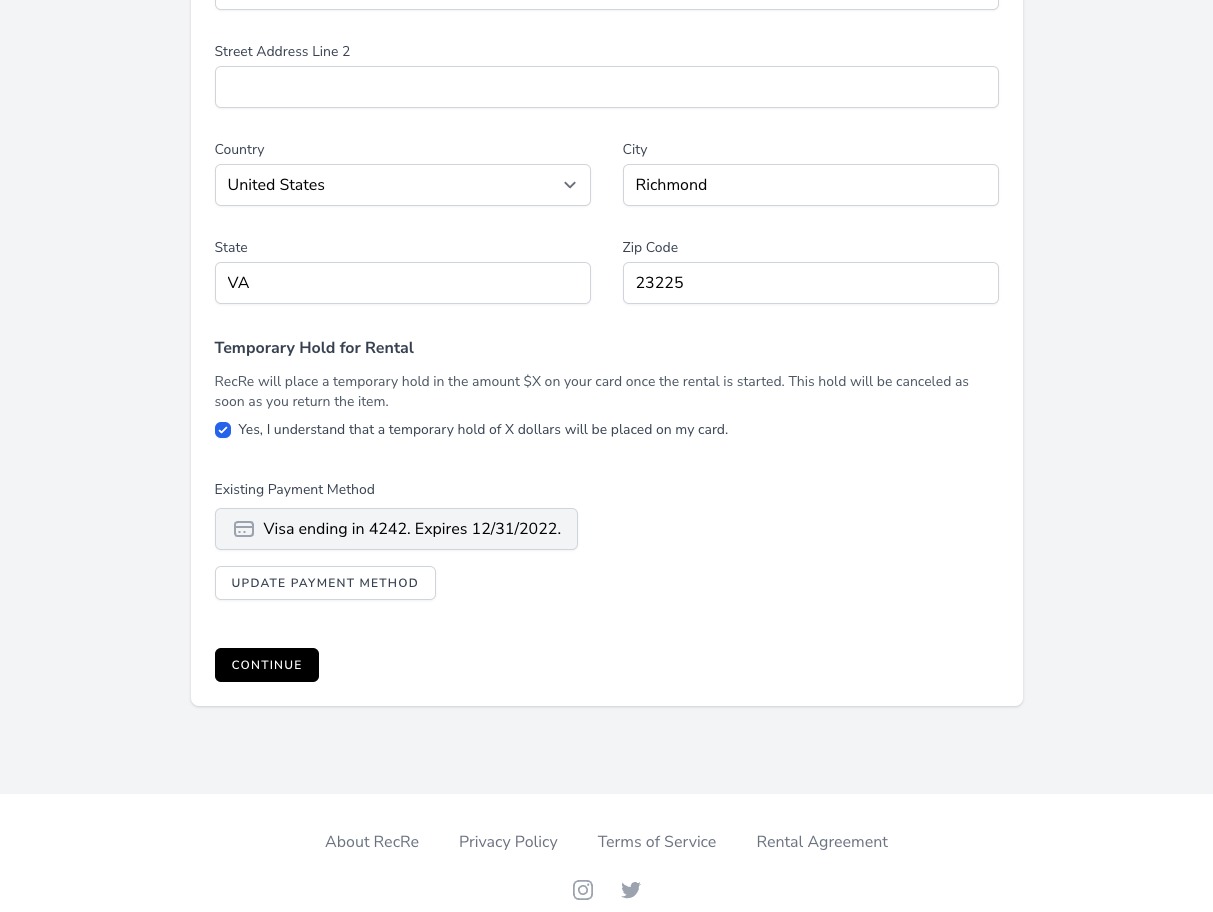 Street Address Line 2
Country
City
United States
Richmond
State
Zip Code
VA
23225
Temporary Hold for Rental
RecRe will place a temporary hold in the amount $X on your card once the rental is started. This hold will be canceled as
soon as you return the item.
Yes, I understand that a temporary hold of X dollars will be placed on my card.
Existing Payment Method
Visa ending in 4242. Expires 12/31/2022.
UPDATE PAYMENT METHOD
CONTINUE
About RecRe
Privacy Policy
Terms of Service
Rental Agreement